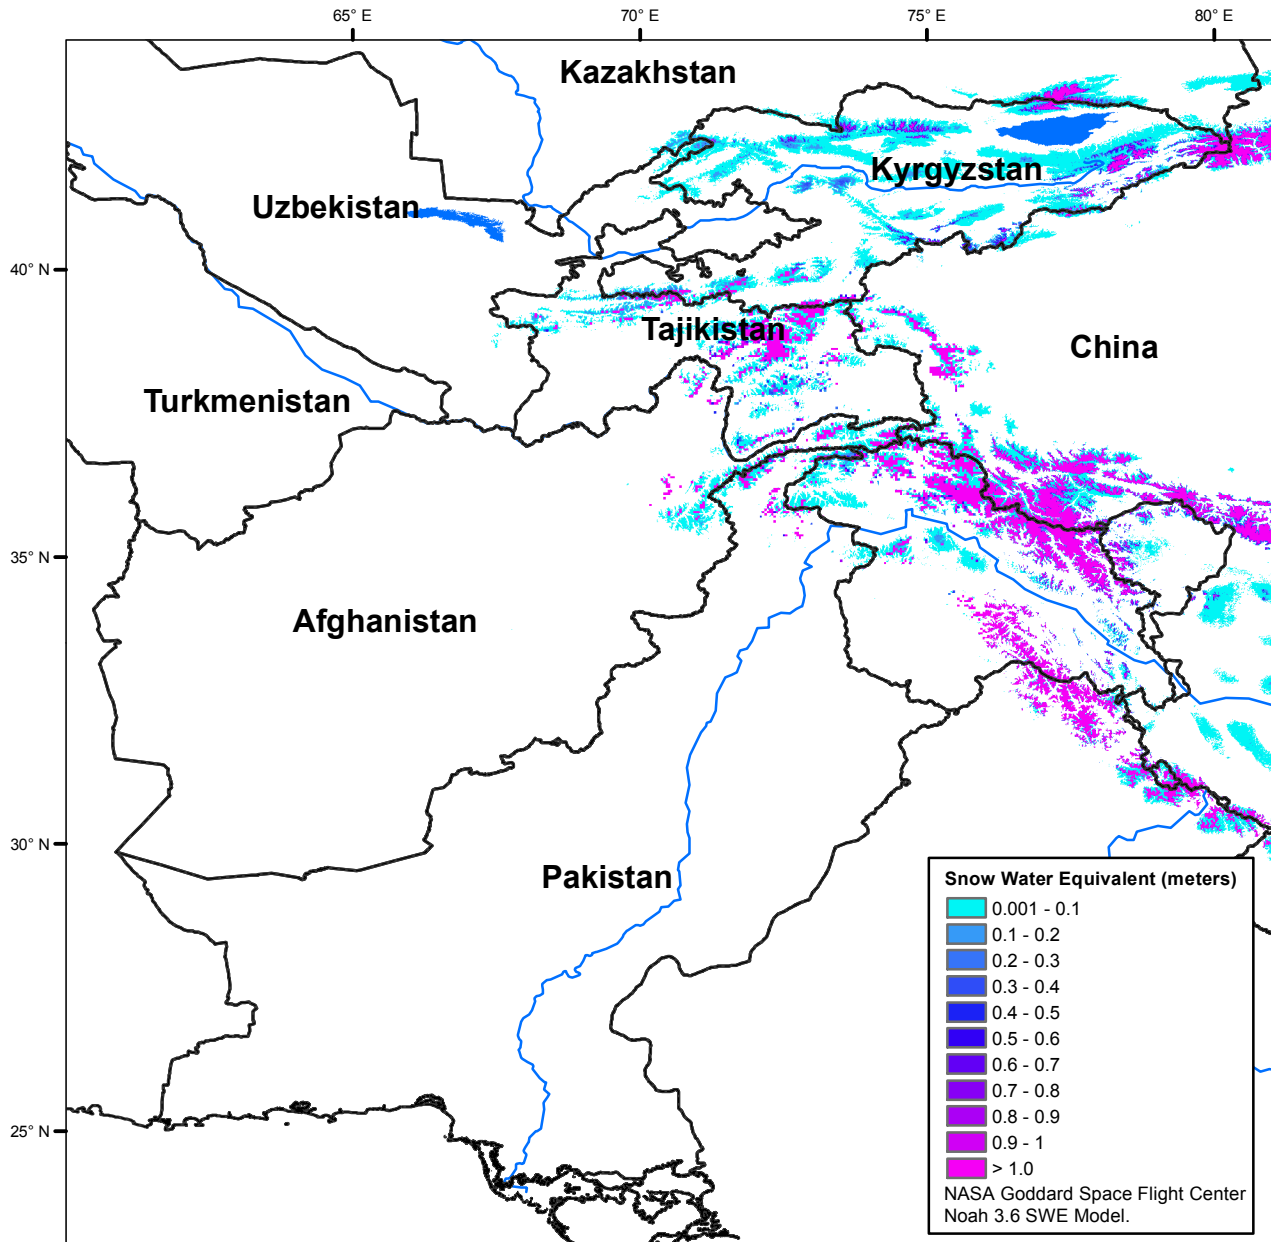 65° E
70° E
75° E
80° E
Kazakhstan
Kyrgyzstan
Uzbekistan
40° N
Tajikistan
China
Turkmenistan
35° N
Afghanistan
30° N
Pakistan
25° N
Snow Water Equivalent (meters)
0.001 - 0.1
0.1 - 0.2
0.2 - 0.3
0.3 - 0.4
0.4 - 0.5
0.5 - 0.6
0.6 - 0.7
0.7 - 0.8
0.8 - 0.9
0.9 - 1
> 1.0
NASA Goddard Space Flight Center
Noah 3.6 SWE Model.